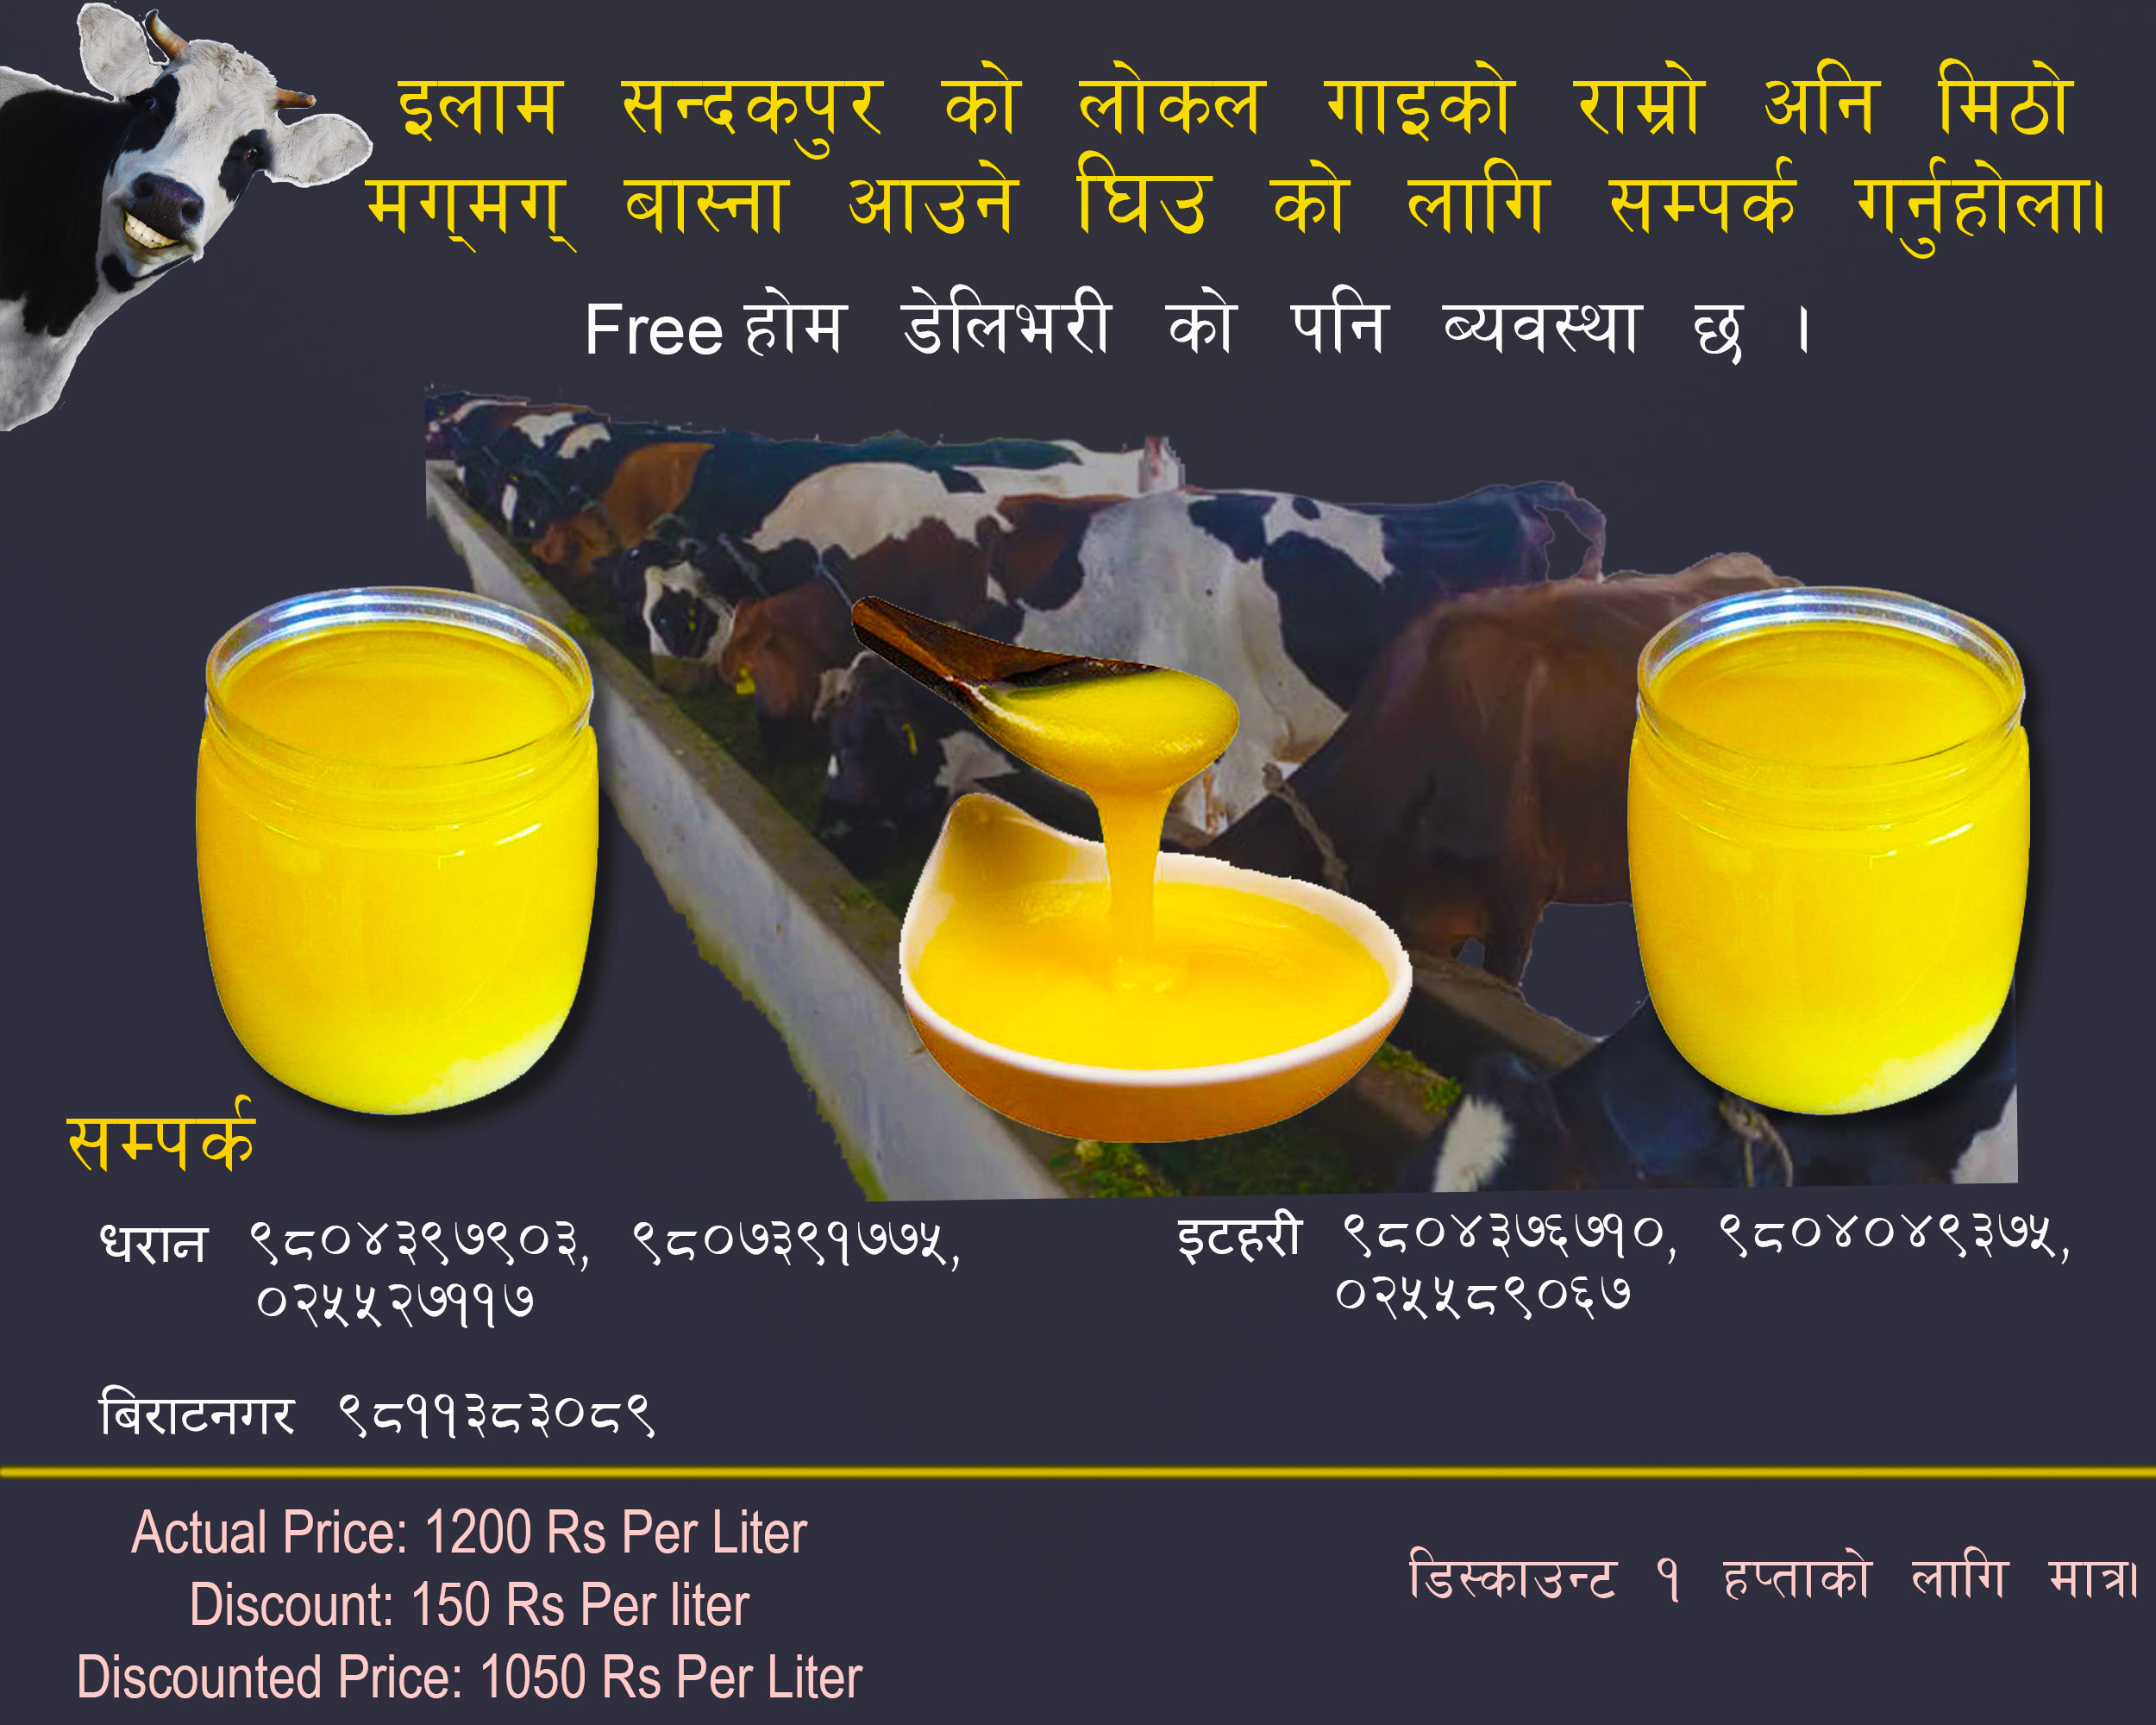 इलाम सन्दकपुर को लोकल गाइको राम्रो अनि मिठो
मग्‌मग् बास्ना आउने घिउ को लागि सम्पर्क गर्नुहोला।
Free होम डेलिभरी को पनि ब्यवस्था छ ।
सम्पर्क
धरान ९८०४३९७९०३, ९८०७३९१७७५,
०२५५२७११७
इटहरी ९८०४३७६७१०, ९८०४०४९३७५,
०२५५८९०६७
बिराटनगर ९८११३८३०८९
Actual Price: 1200 Rs Per Liter
Discount: 150 Rs Per liter
Discounted Price: 1050 Rs Per Liter
डिस्काउन्ट १ हप्ताको लागि मात्र।